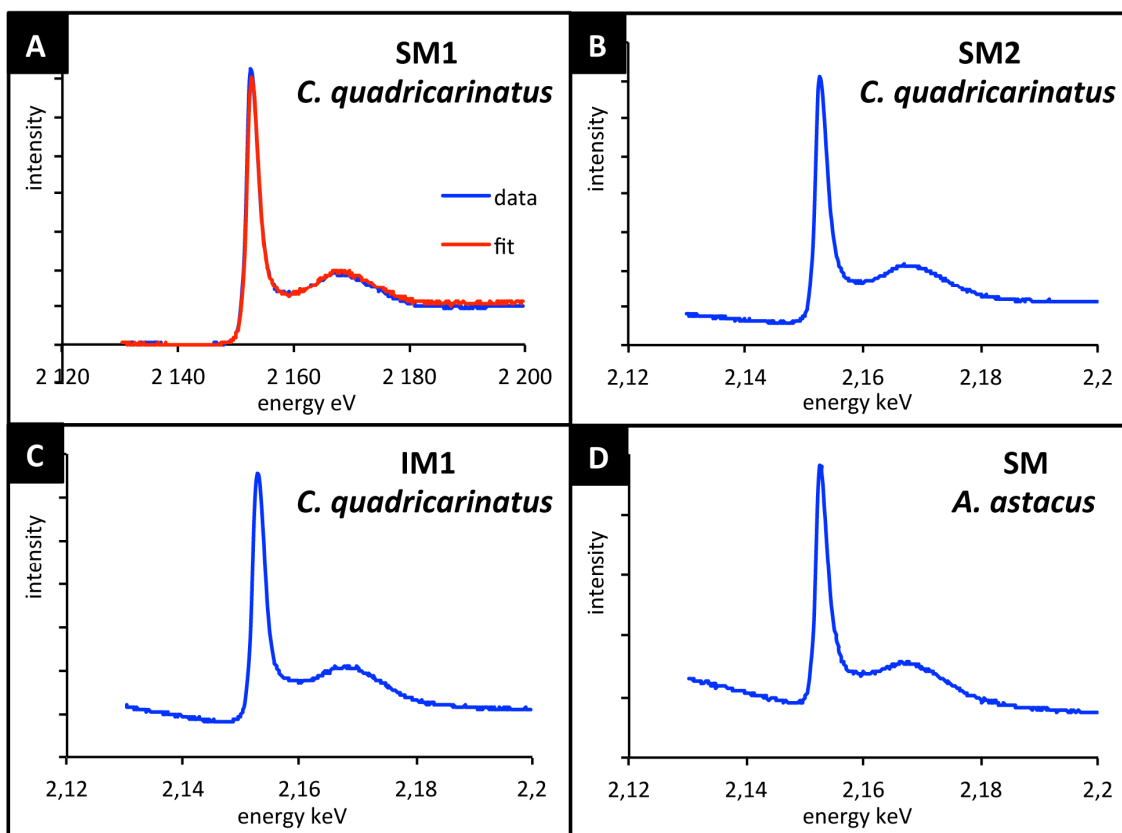 A
SM1
C. quadricarinatus
intensity
data
fit
2 120
2 140
2 160
2 180
2 200
energy eV
B
SM2
C. quadricarinatus
intensity
2,12
2,14
2,16
2,18
2,2
energy keV
C
IM1
C. quadricarinatus
intensity
2,12
2,14
2,16
2,18
2,2
energy keV
D
SM
A. astacus
intensity
2,12
2,14
2,16
2,18
2,2
energy keV